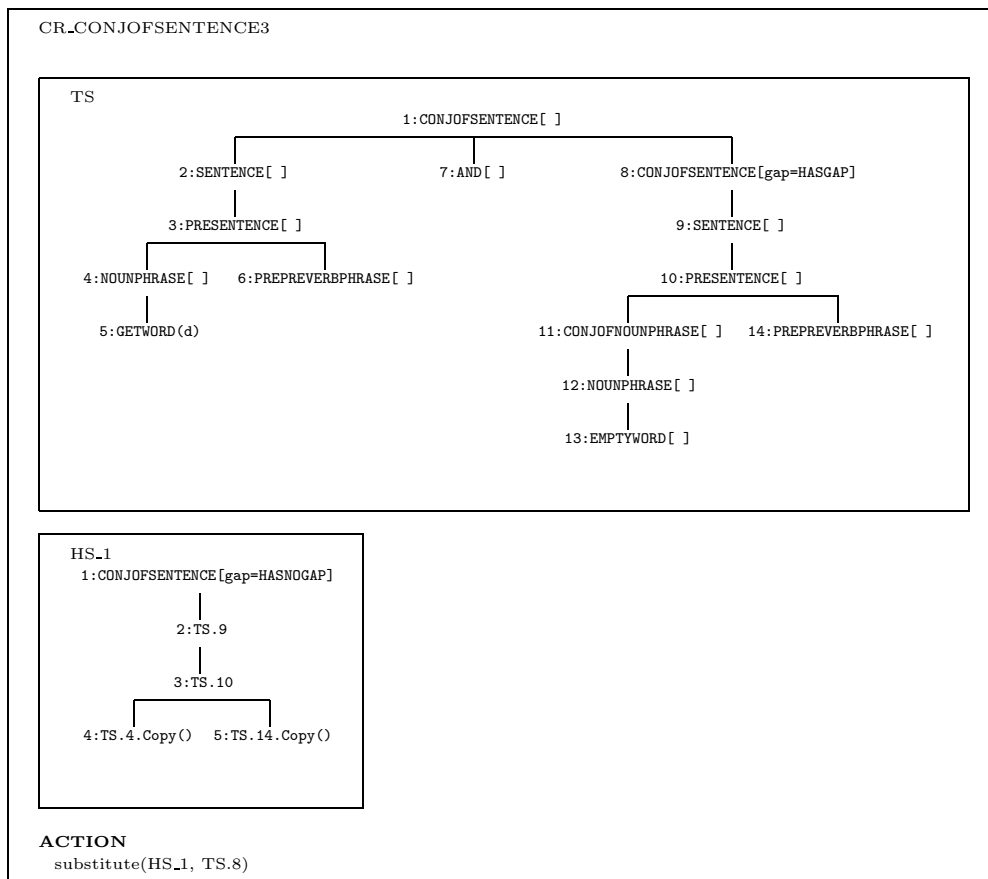 CR_CONJOFSENTENCE3
TS
1:CONJOFSENTENCE[ ]
2:SENTENCE[ ] 7:AND[ ] 8:CONJOFSENTENCE[gap=HASGAP]
3:PRESENTENCE[ ] 9:SENTENCE[ ]
4:NOUNPHRASE[ ] 6:PREPREVERBPHRASE[ ] 10:PRESENTENCE[ ]
5:GETWORD(d) 11:CONJOFNOUNPHRASE[ ] 14:PREPREVERBPHRASE[ ]
12:NOUNPHRASE[ ]
13:EMPTYWORD[ ]
HS_1
1:CONJOFSENTENCE[gap=HASNOGAP]
2:TS.9
3:TS.10
4:TS.4.Copy() 5:TS.14.Copy()
ACTION
substitute(HS_1, TS.8)